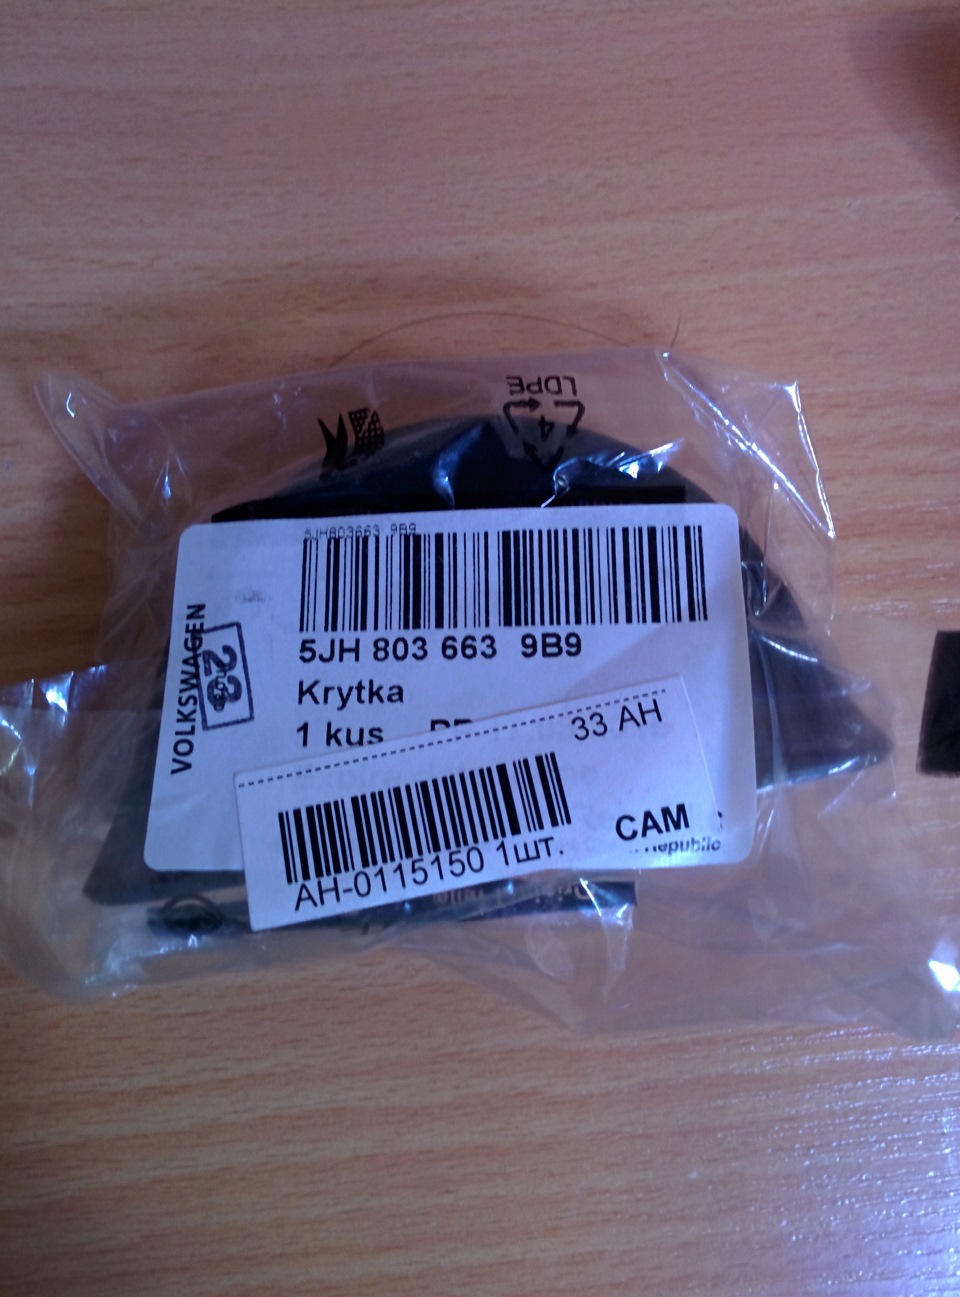 LDPE
4
5JH803663 9B9
5JH 803 663 9B9
Krytka
1 kus
VOLKSWAGEN
23
33 AH
CAM
AH-0115150 1шт.
Republic